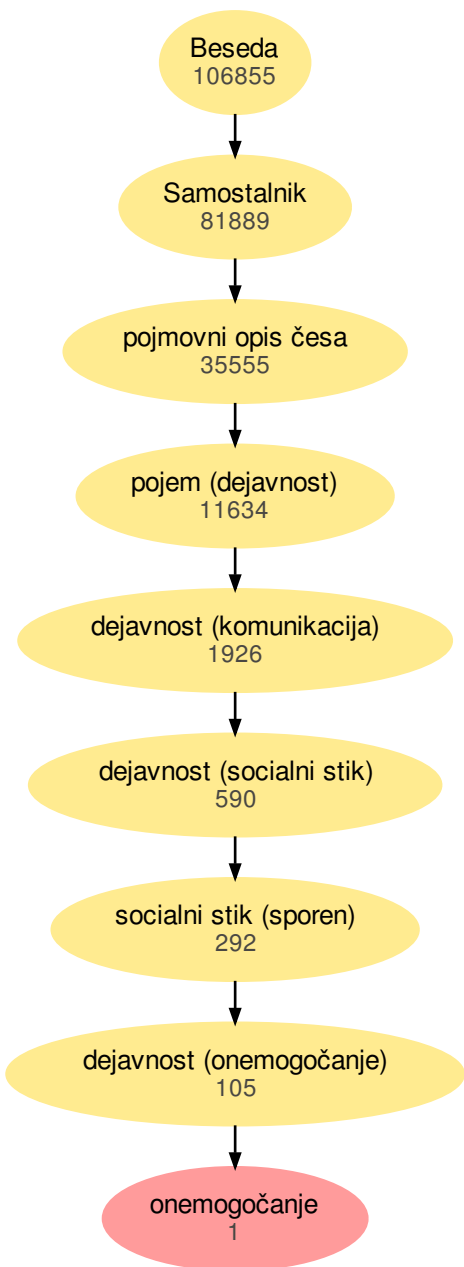 Beseda
106855
Samostalnik
81889
pojmovni opis česa
35555
pojem (dejavnost)
11634
dejavnost (komunikacija)
1926
dejavnost (socialni stik)
590
socialni stik (sporen)
292
dejavnost (onemogočanje)
105
onemogočanje
1